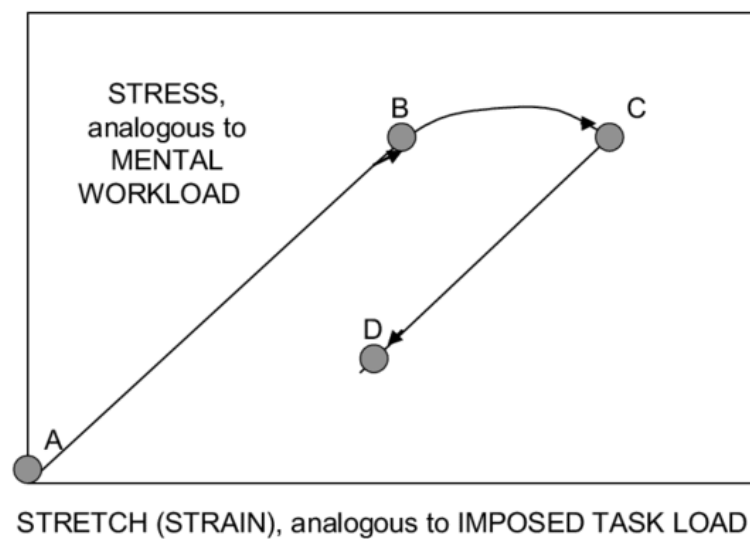 STRESS,
analogous to
MENTAL
WORKLOAD
B
C
D
A
STRETCH (STRAIN), analogous to IMPOSED TASK LOAD